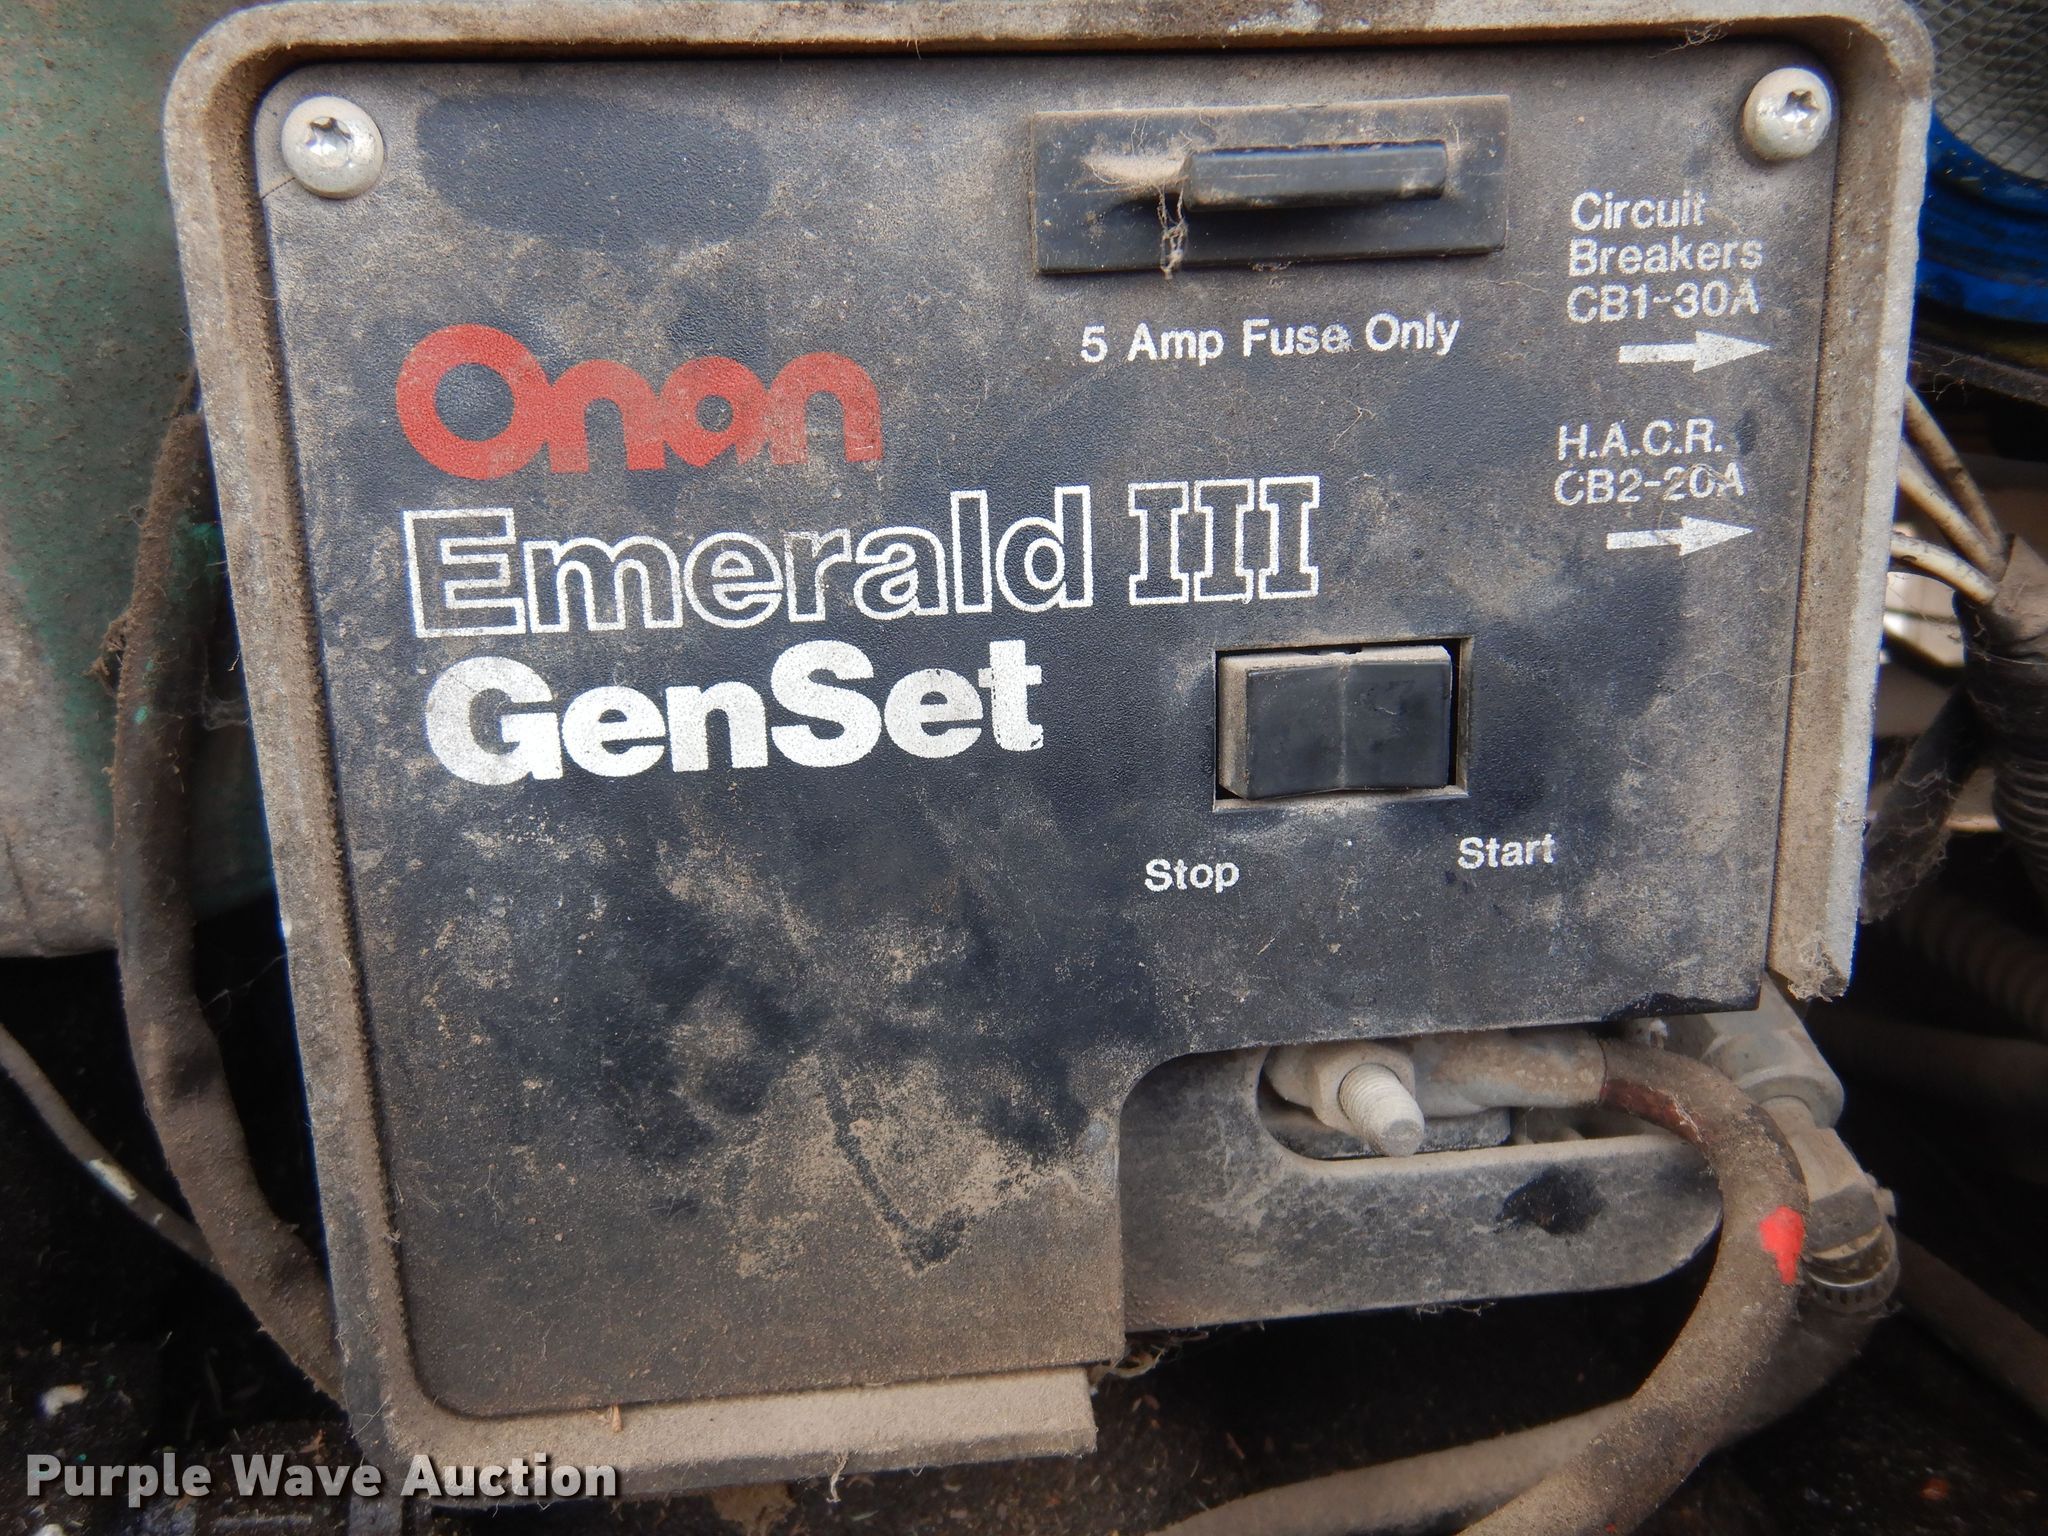 Onan
Emerald III
GenSet
5 Amp Fuse Only
Circuit
Breakers
CB1-30A
H.A.C.R.
CB2-20A
Stop
Start
Purple Wave Auction